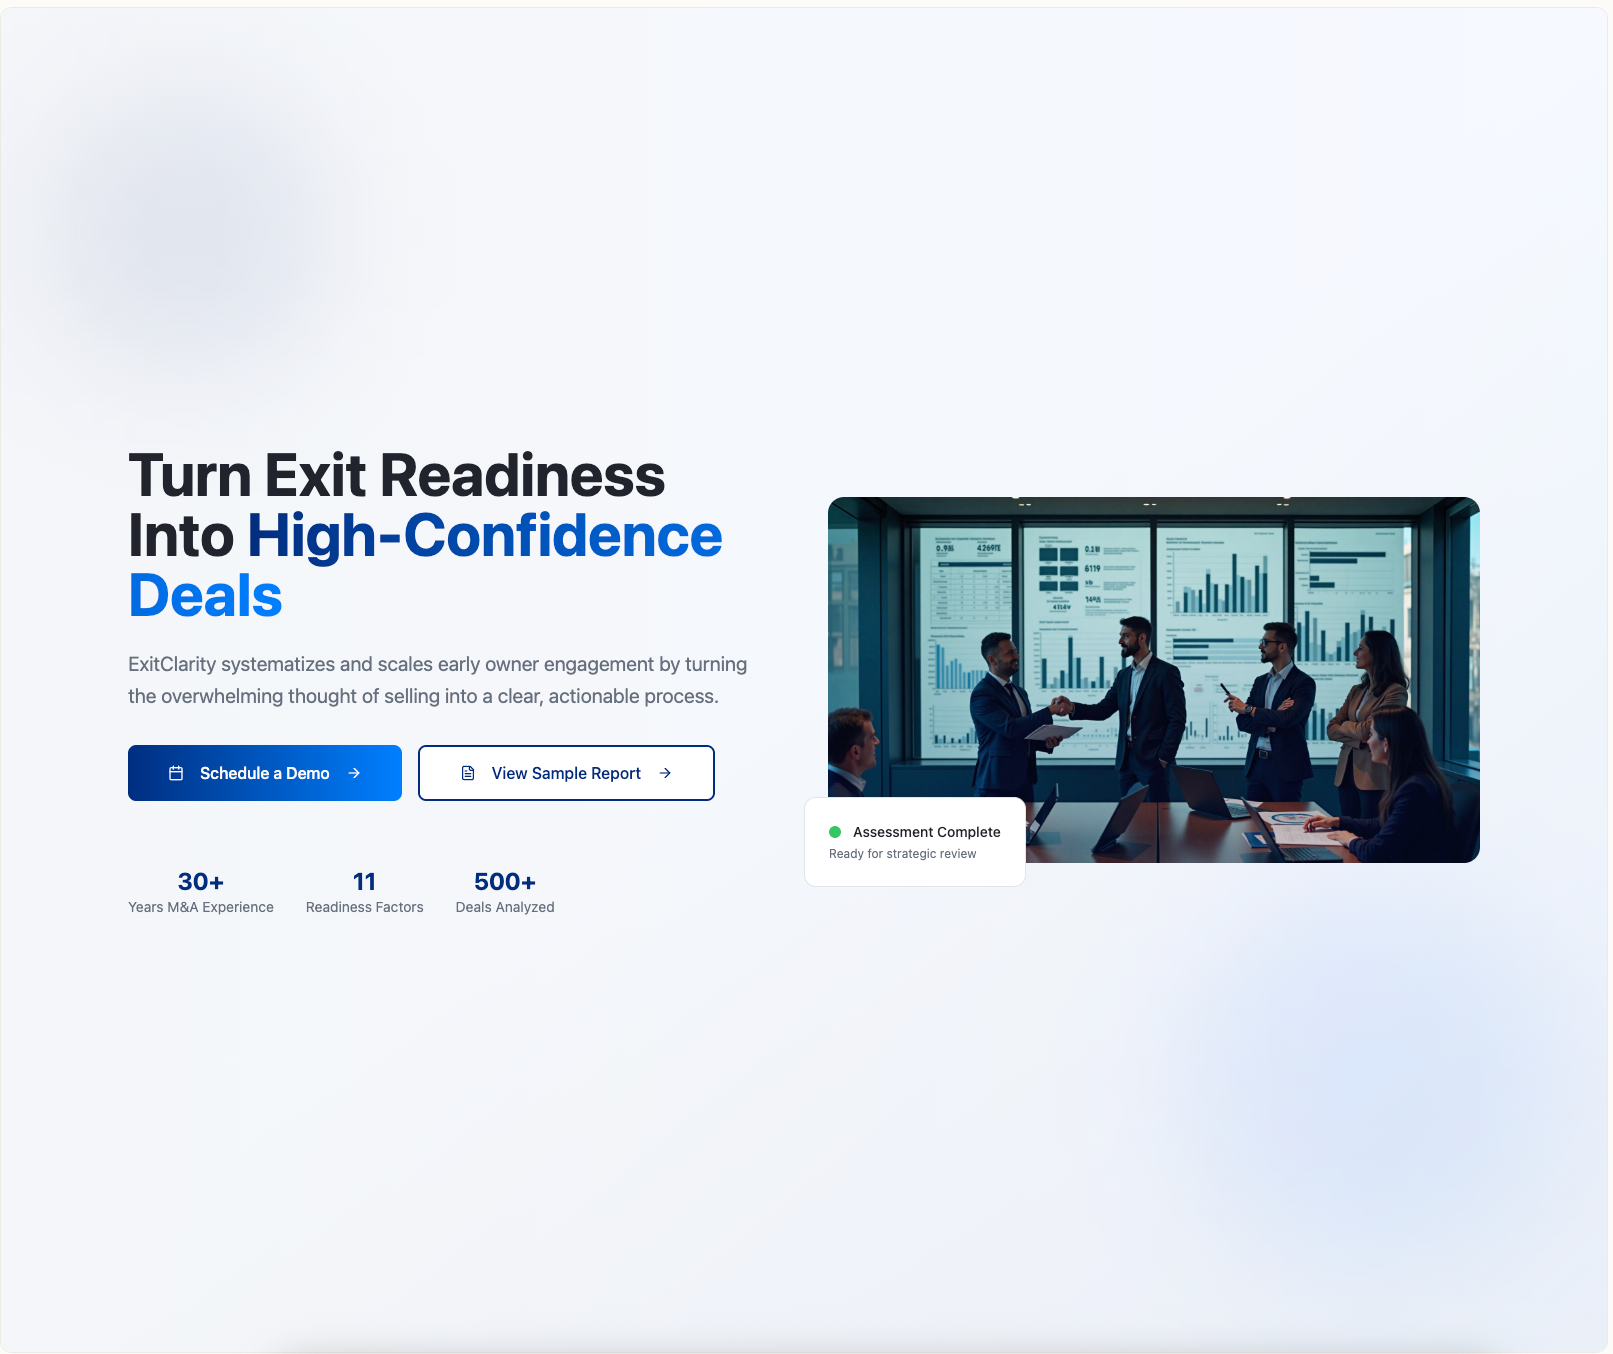 Turn Exit Readiness
Into High-Confidence
Deals
ExitClarity systematizes and scales early owner engagement by turning
the overwhelming thought of selling into a clear, actionable process.
Schedule a Demo
View Sample Report
30+
Years M&A Experience
11
Readiness Factors
500+
Deals Analyzed
Assessment Complete
Ready for strategic review